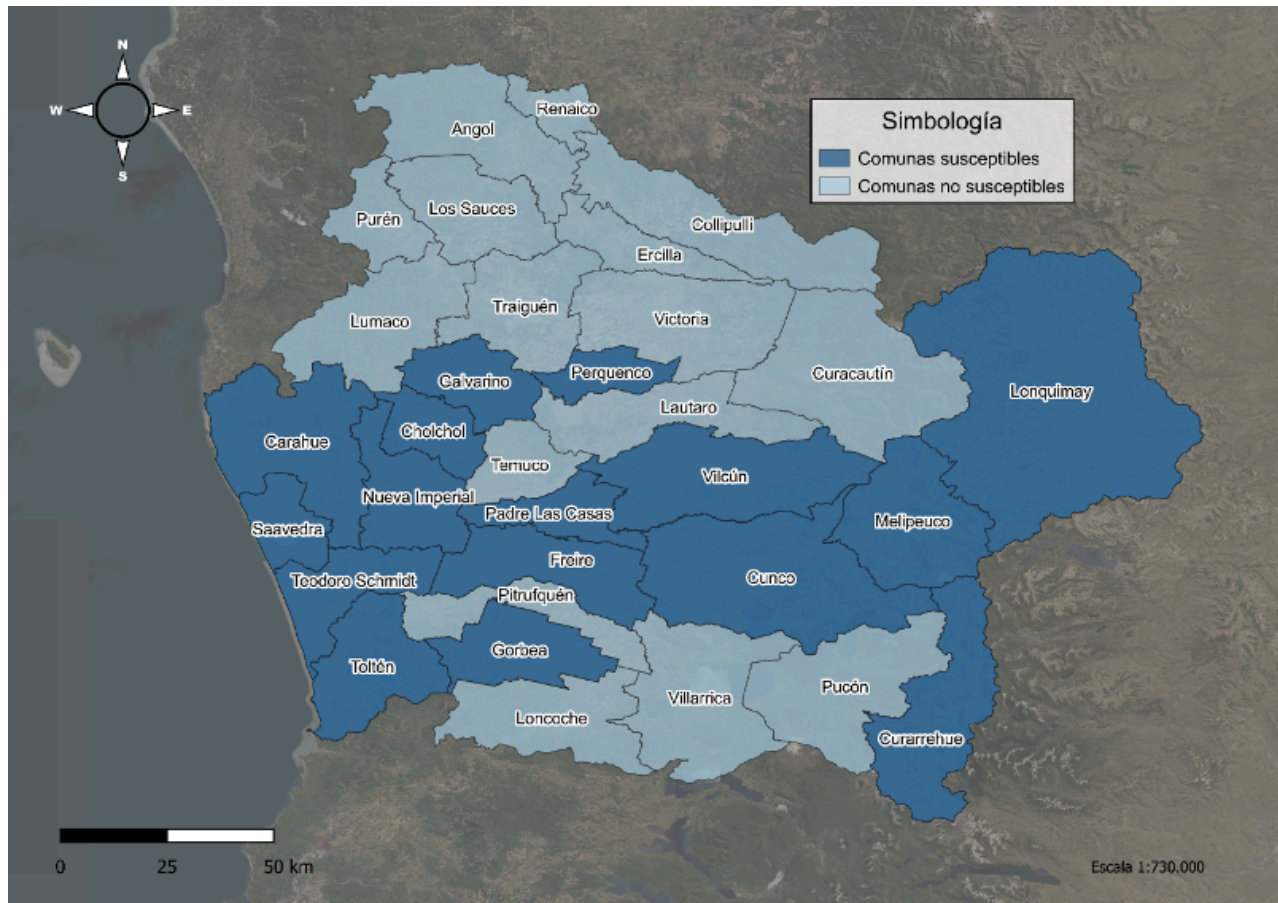 N
W
E
S
Simbología
Comunas susceptibles
Comunas no susceptibles
Renaico
Angol
Los Sauces
Purén
Collipulli
Ercilla
Traiguén
Victoria
Lumaco
Curacautín
Perquenco
Galvarino
Lonquimay
Lautaro
Cholchol
Carahue
Temuco
Vilcún
Nueva Imperial
Padre Las Casas
Melipeuco
Saavedra
Freire
Cunco
Teodoro Schmidt
Pitrufquén
Gorbea
Toltén
Pucón
Villarrica
Loncoche
Curarrehue
0 25 50 km
Escala 1:730.000